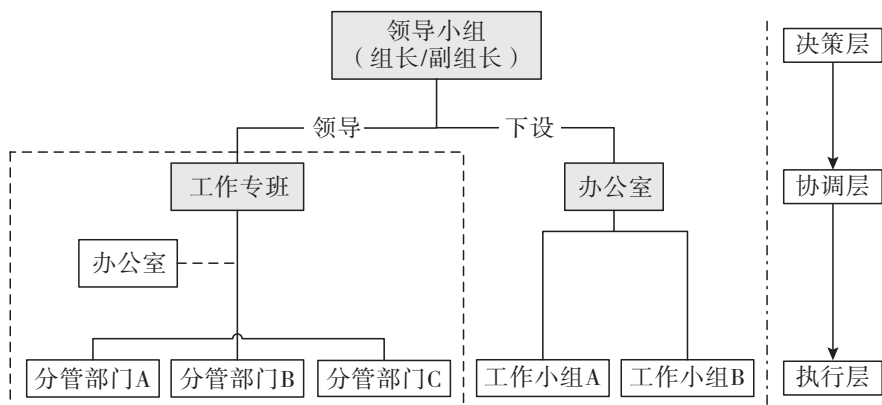 领导小组
（组长/副组长）
决策层
领导
下设
工作专班
办公室
协调层
办公室
分管部门A
分管部门B
分管部门C
工作小组A
工作小组B
执行层